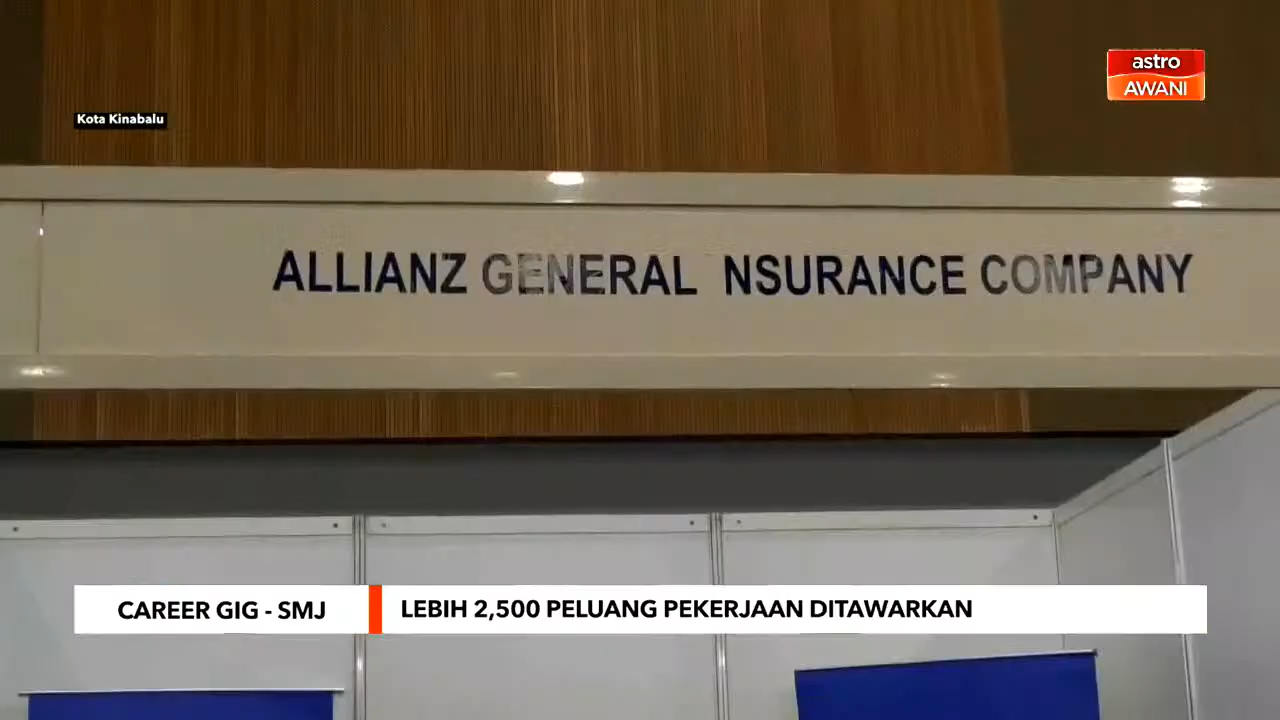 astro
AWANI
Kota Kinabalu
ALLIANZ GENERAL NSURANCE COMPANY
CAREER GIG - SMJ
LEBIH 2,500 PELUANG PEKERJAAN DITAWARKAN